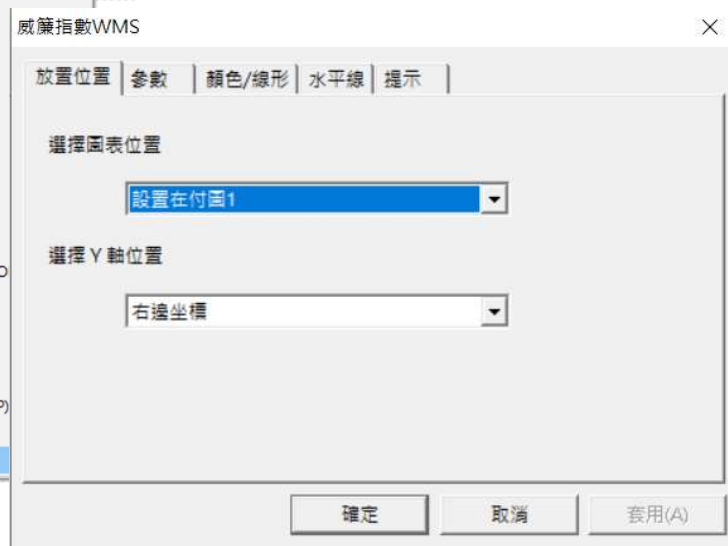 威廉指數WMS
放置位置 參數 顏色/線形 水平線 提示
選擇圖表位置
設置在付圖1
選擇 Y 軸位置
右邊坐標
確定 取消 套用(A)